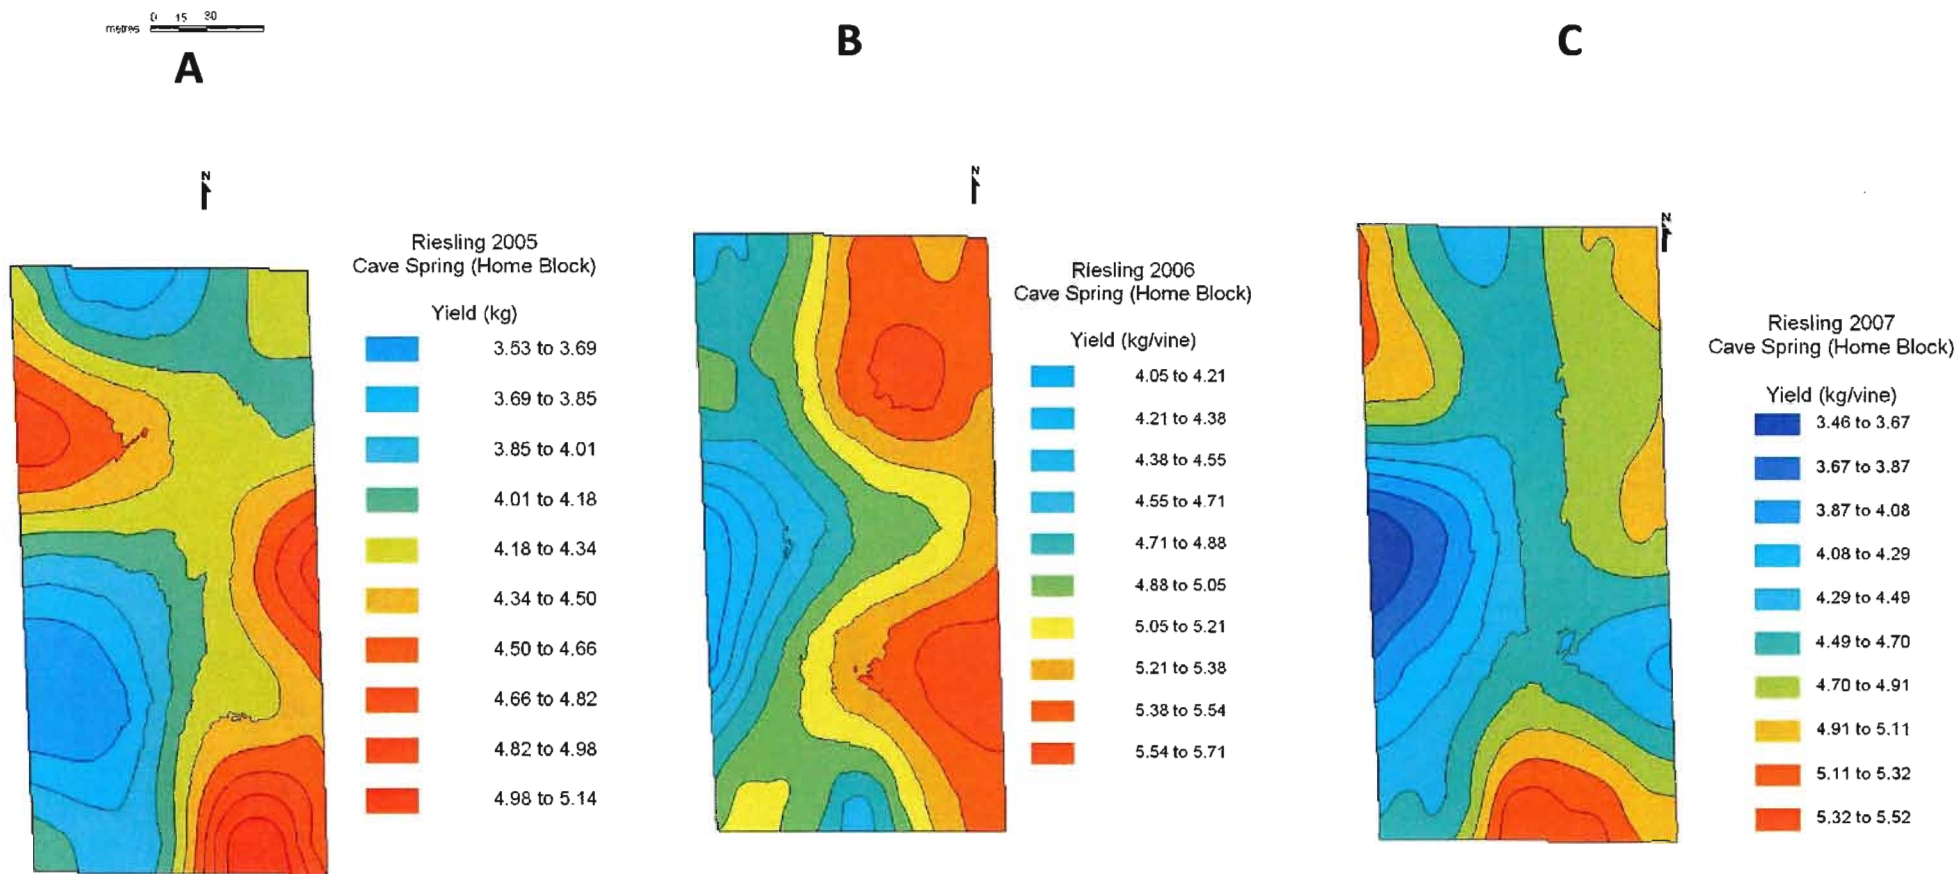 0 15 30
metres
A
B
C
N
Riesling 2005
Cave Spring (Home Block)
Yield (kg)
3.53 to 3.69
3.69 to 3.85
3.85 to 4.01
4.01 to 4.18
4.18 to 4.34
4.34 to 4.50
4.50 to 4.66
4.66 to 4.82
4.82 to 4.98
4.98 to 5.14
N
Riesling 2006
Cave Spring (Home Block)
Yield (kg/vine)
4.05 to 4.21
4.21 to 4.38
4.38 to 4.55
4.55 to 4.71
4.71 to 4.88
4.88 to 5.05
5.05 to 5.21
5.21 to 5.38
5.38 to 5.54
5.54 to 5.71
N
Riesling 2007
Cave Spring (Home Block)
Yield (kg/vine)
3.46 to 3.67
3.67 to 3.87
3.87 to 4.08
4.08 to 4.29
4.29 to 4.49
4.49 to 4.70
4.70 to 4.91
4.91 to 5.11
5.11 to 5.32
5.32 to 5.52